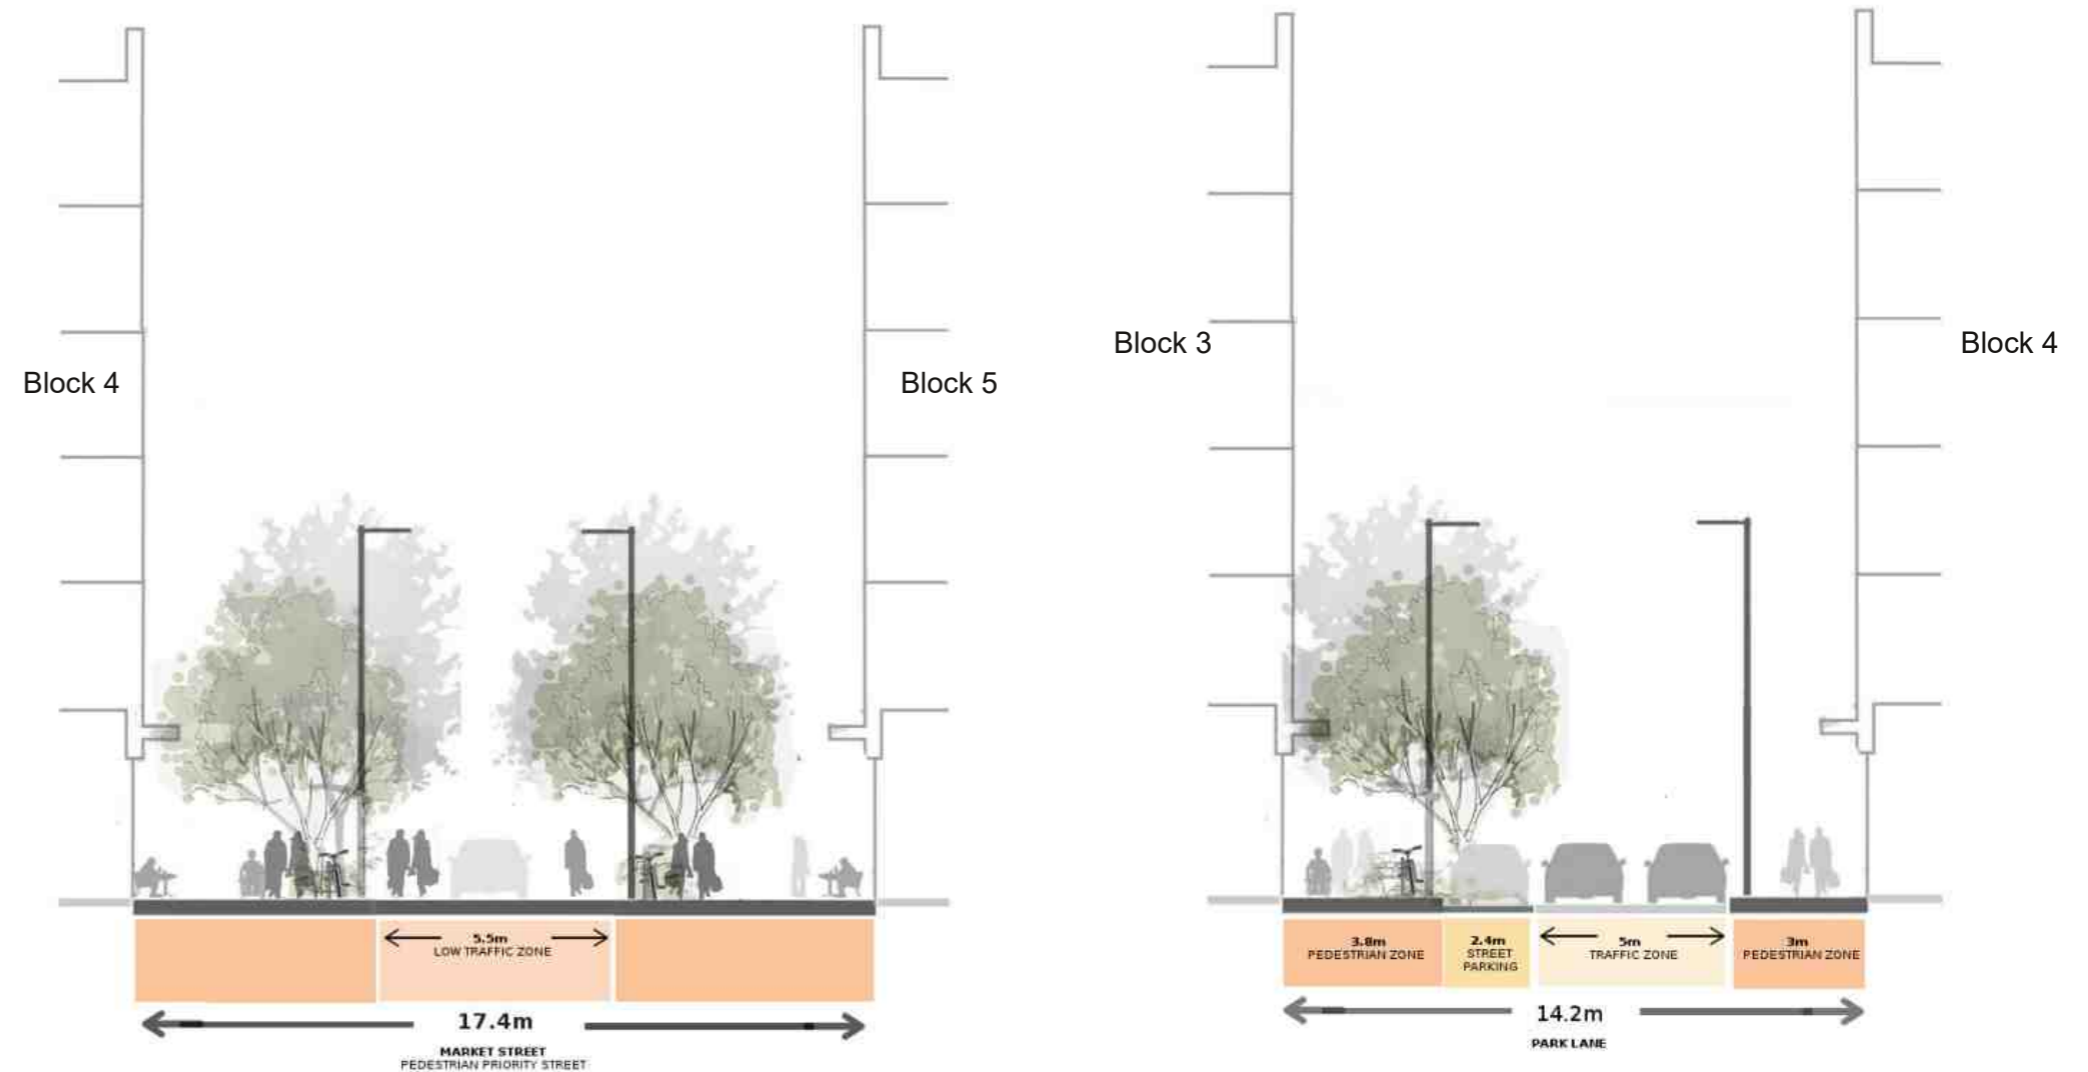 Block 4
Block 5
5.5m
LOW TRAFFIC ZONE
17.4m
MARKET STREET
PEDESTRIAN PRIORITY STREET
Block 3
Block 4
3.8m
PEDESTRIAN ZONE
2.4m
STREET
PARKING
5m
TRAFFIC ZONE
3m
PEDESTRIAN ZONE
14.2m
PARK LANE